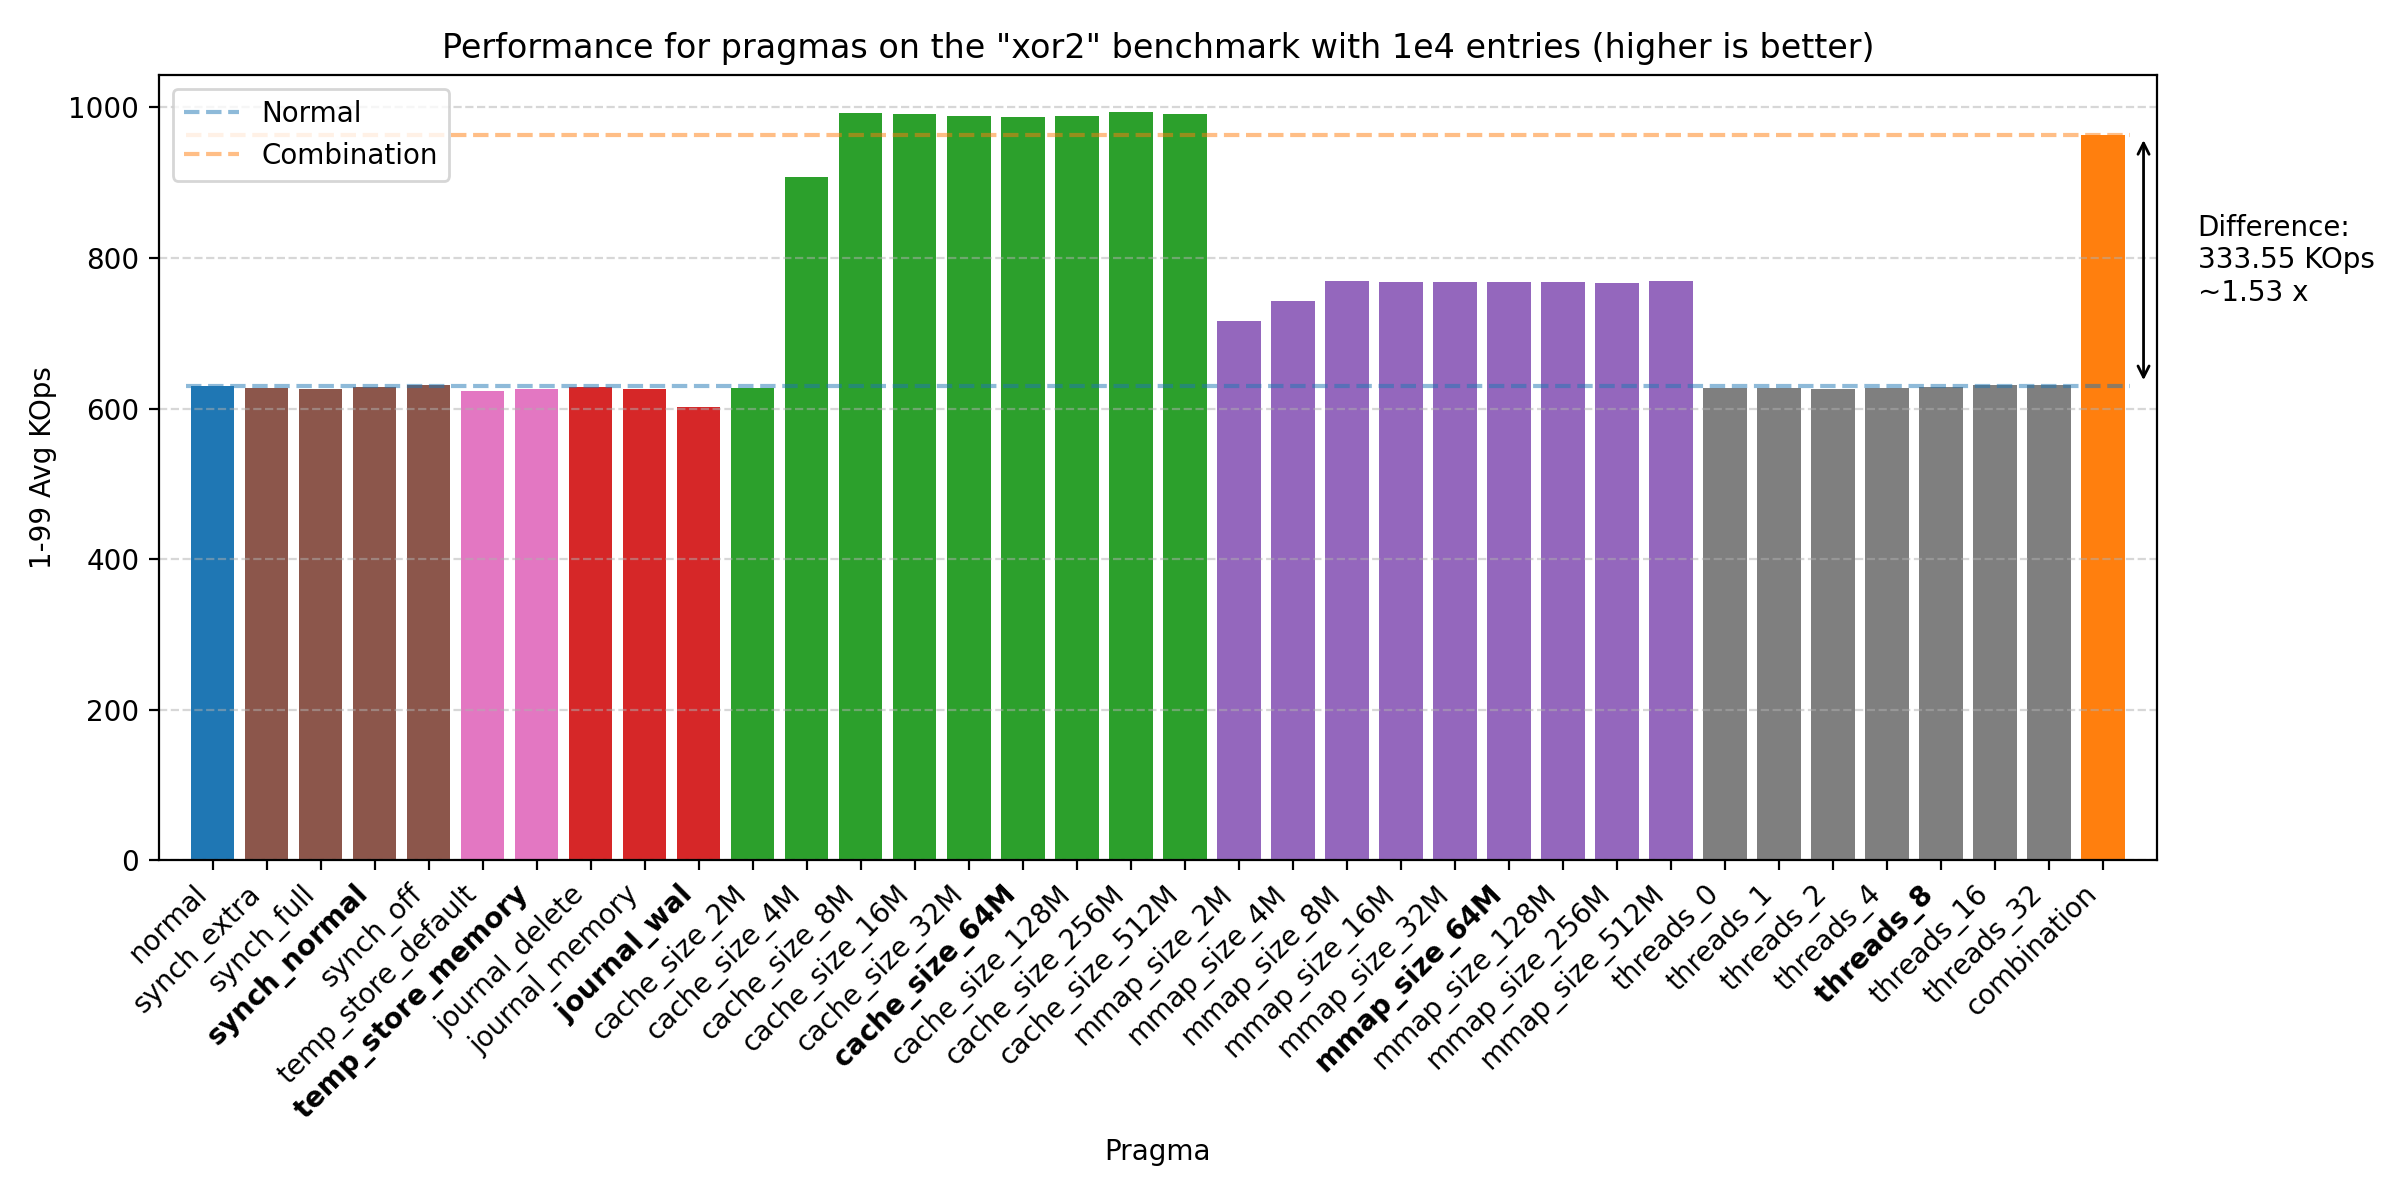 Performance for pragmas on the "xor2" benchmark with 1e4 entries (higher is better)
Normal
Combination
1000
800
600
400
200
0
1-99 Avg KOps
Difference:
333.55 KOps
~1.53 x
normal
synch_extra
synch_full
synch_normal
synch_off
temp_store_default
temp_store_memory
journal_delete
journal_memory
journal_wal
cache_size_2M
cache_size_4M
cache_size_8M
cache_size_16M
cache_size_32M
cache_size_64M
cache_size_128M
cache_size_256M
cache_size_512M
mmap_size_2M
mmap_size_4M
mmap_size_8M
mmap_size_16M
mmap_size_32M
mmap_size_64M
mmap_size_128M
mmap_size_256M
mmap_size_512M
threads_0
threads_1
threads_2
threads_4
threads_8
threads_16
threads_32
combination
Pragma